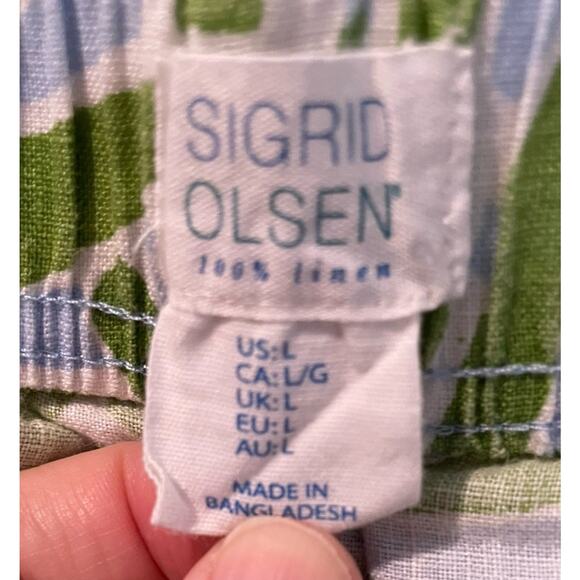 SIGRID
OLSEN®
100% linen
US: L
CA: L/G
UK: L
EU: L
AU: L
MADE IN
BANGLADESH